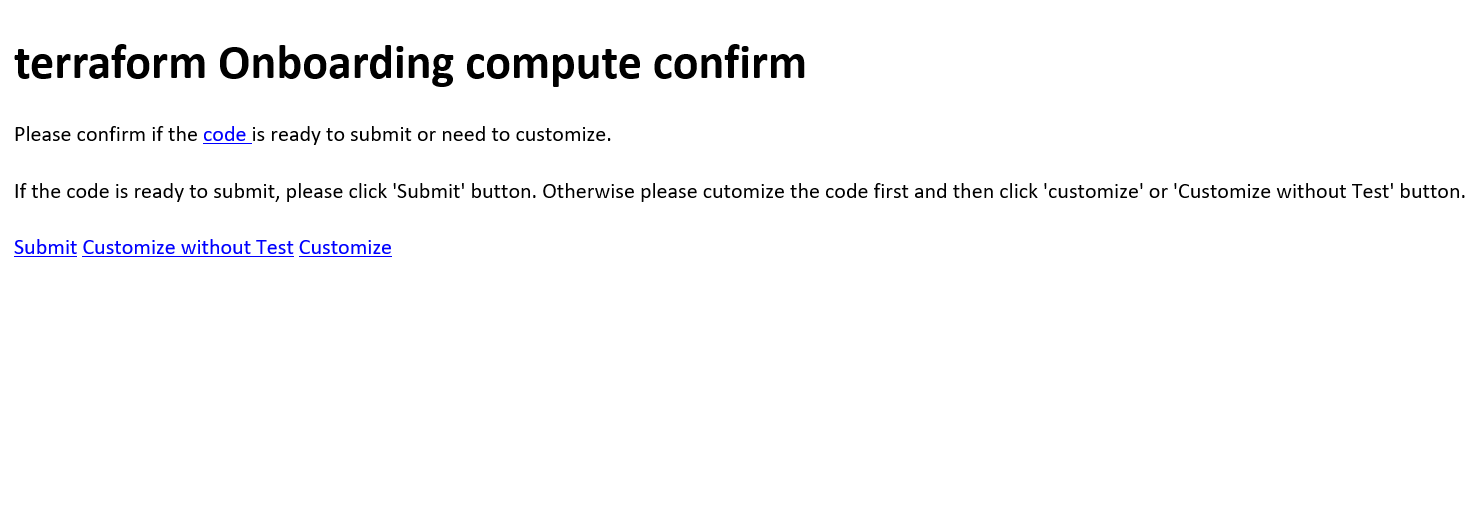 terraform Onboarding compute confirm
Please confirm if the code is ready to submit or need to customize.
If the code is ready to submit, please click 'Submit' button. Otherwise please cutomize the code first and then click 'customize' or 'Customize without Test' button.
Submit Customize without Test Customize